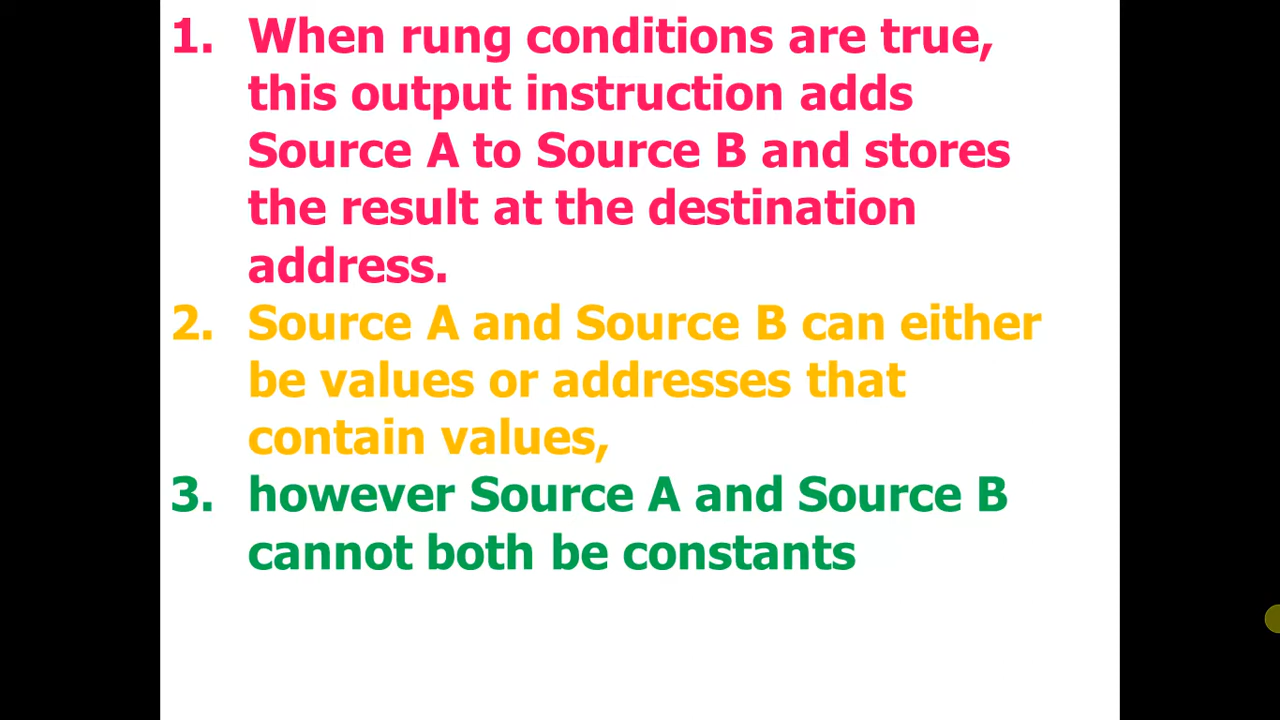 1. When rung conditions are true,
this output instruction adds
Source A to Source B and stores
the result at the destination
address.
2. Source A and Source B can either
be values or addresses that
contain values,
3. however Source A and Source B
cannot both be constants